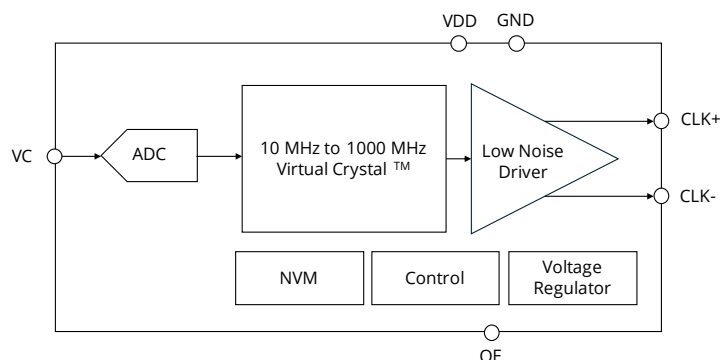 VDD
GND
VC
ADC
10 MHz to 1000 MHz
Virtual Crystal ™
Low Noise
Driver
CLK+
CLK-
NVM
Control
Voltage
Regulator
OE